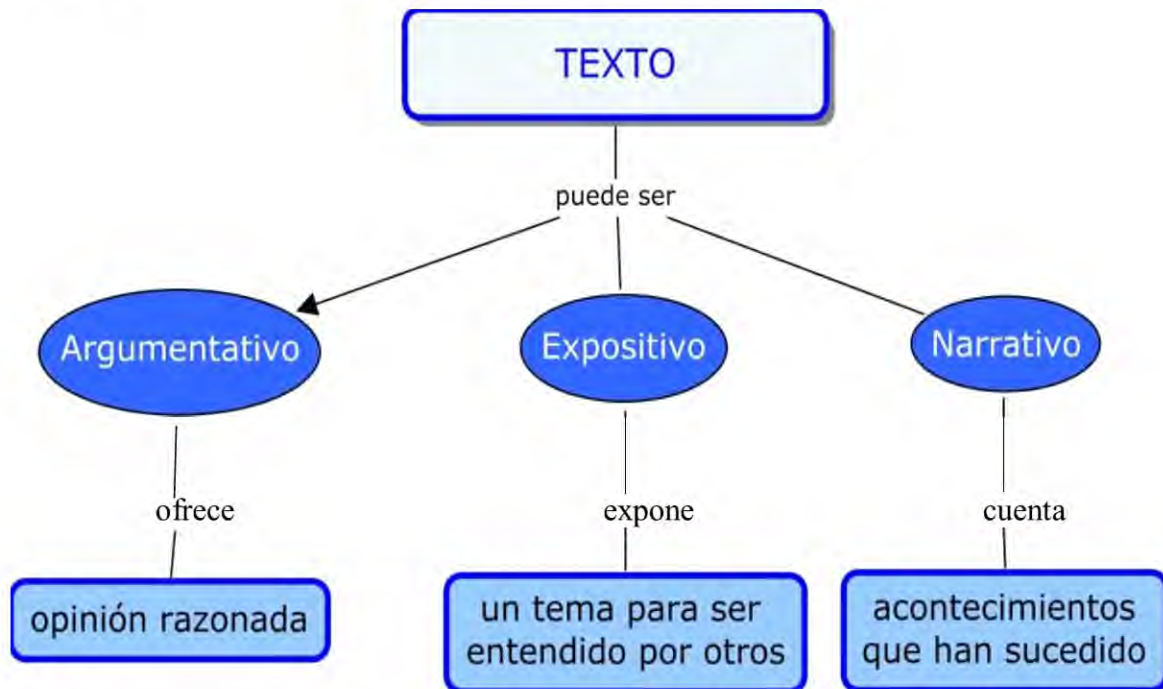 TEXTO
puede ser
Argumentativo
Expositivo
Narrativo
ofrece
expone
cuenta
opinión razonada
un tema para ser
entendido por otros
acontecimientos
que han sucedido